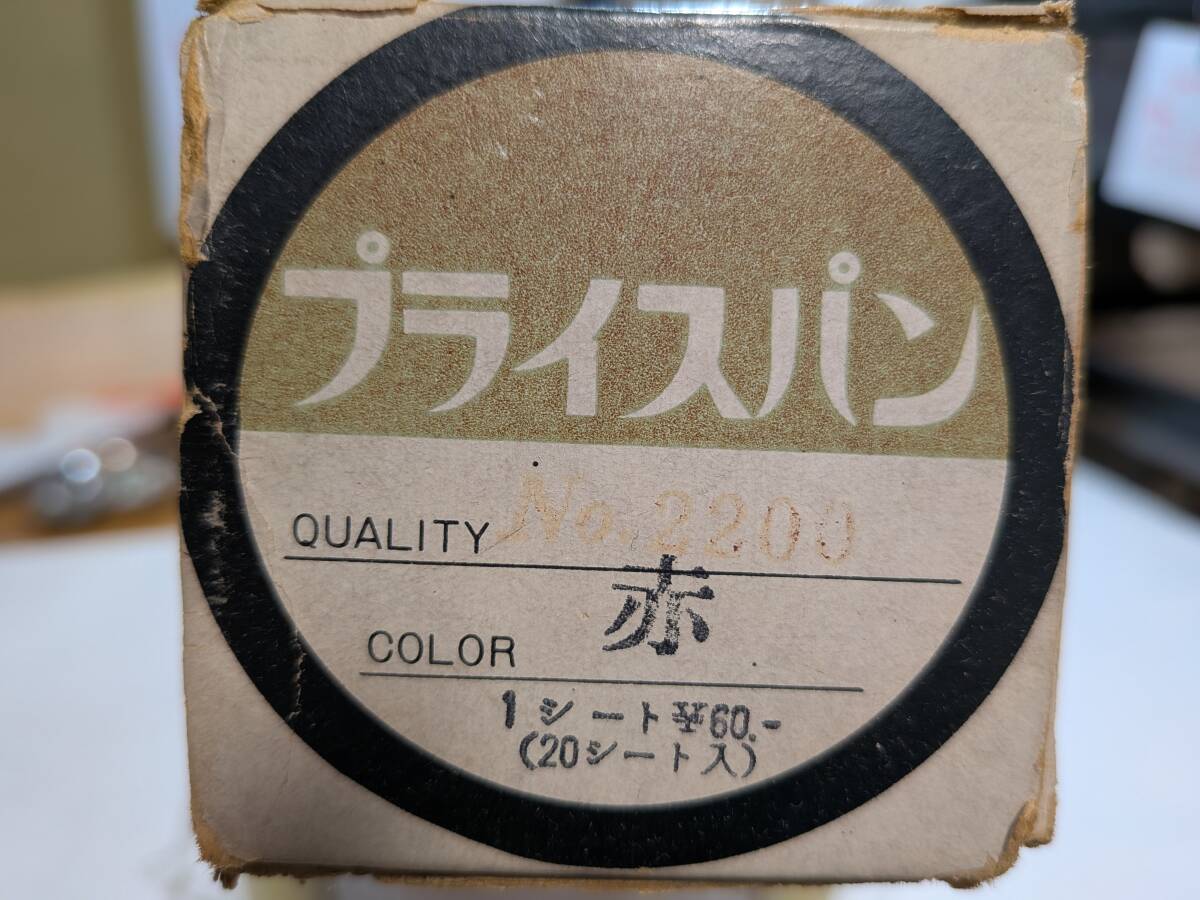 プライスパン
QUALITY No.2200
COLOR 赤
1シート¥60.-
(20シート入)